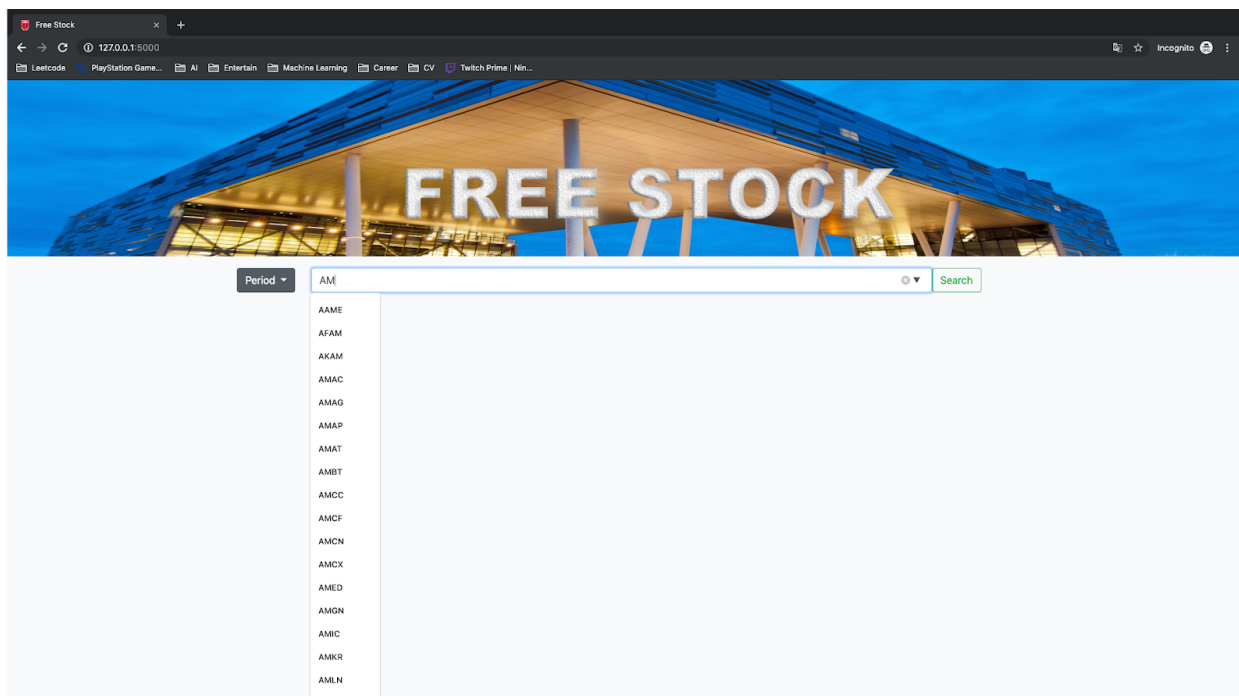 Free Stock
127.0.0.1:5000
Incognito
Leetcode PlayStation Game... AI Entertain Machine Learning Career CV Twitch Prime | Nin...
FREE STOCK
Period AM Search
AAME
AFAM
AKAM
AMAC
AMAG
AMAP
AMAT
AMBT
AMCC
AMCF
AMCN
AMCX
AMED
AMGN
AMIC
AMKR
AMLN